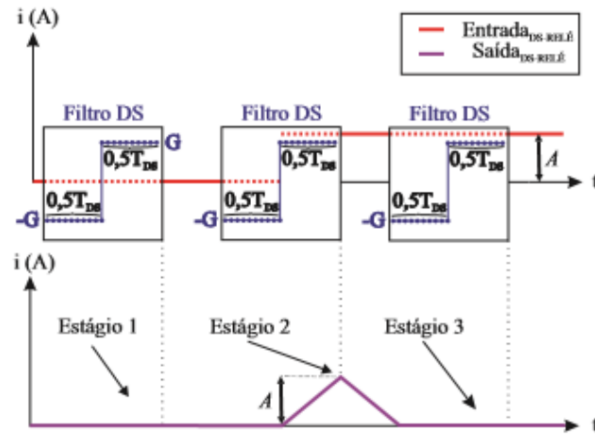 i (A)
Entrada DS-RELÉ
Saída DS-RELÉ
Filtro DS
Filtro DS
Filtro DS
G
0,5T DS
0,5T DS
0,5T DS
A
t
0,5T DS
0,5T DS
0,5T DS
-G
-G
-G
i (A)
Estágio 1
Estágio 2
Estágio 3
A
t